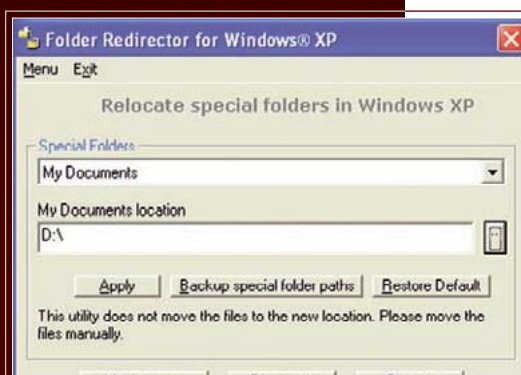 Folder Redirector for Windows® XP
Menu Exit
Relocate special folders in Windows XP
Special Folders
My Documents
My Documents location
D:\
Apply Backup special folder paths Restore Default
This utility does not move the files to the new location. Please move the
files manually.